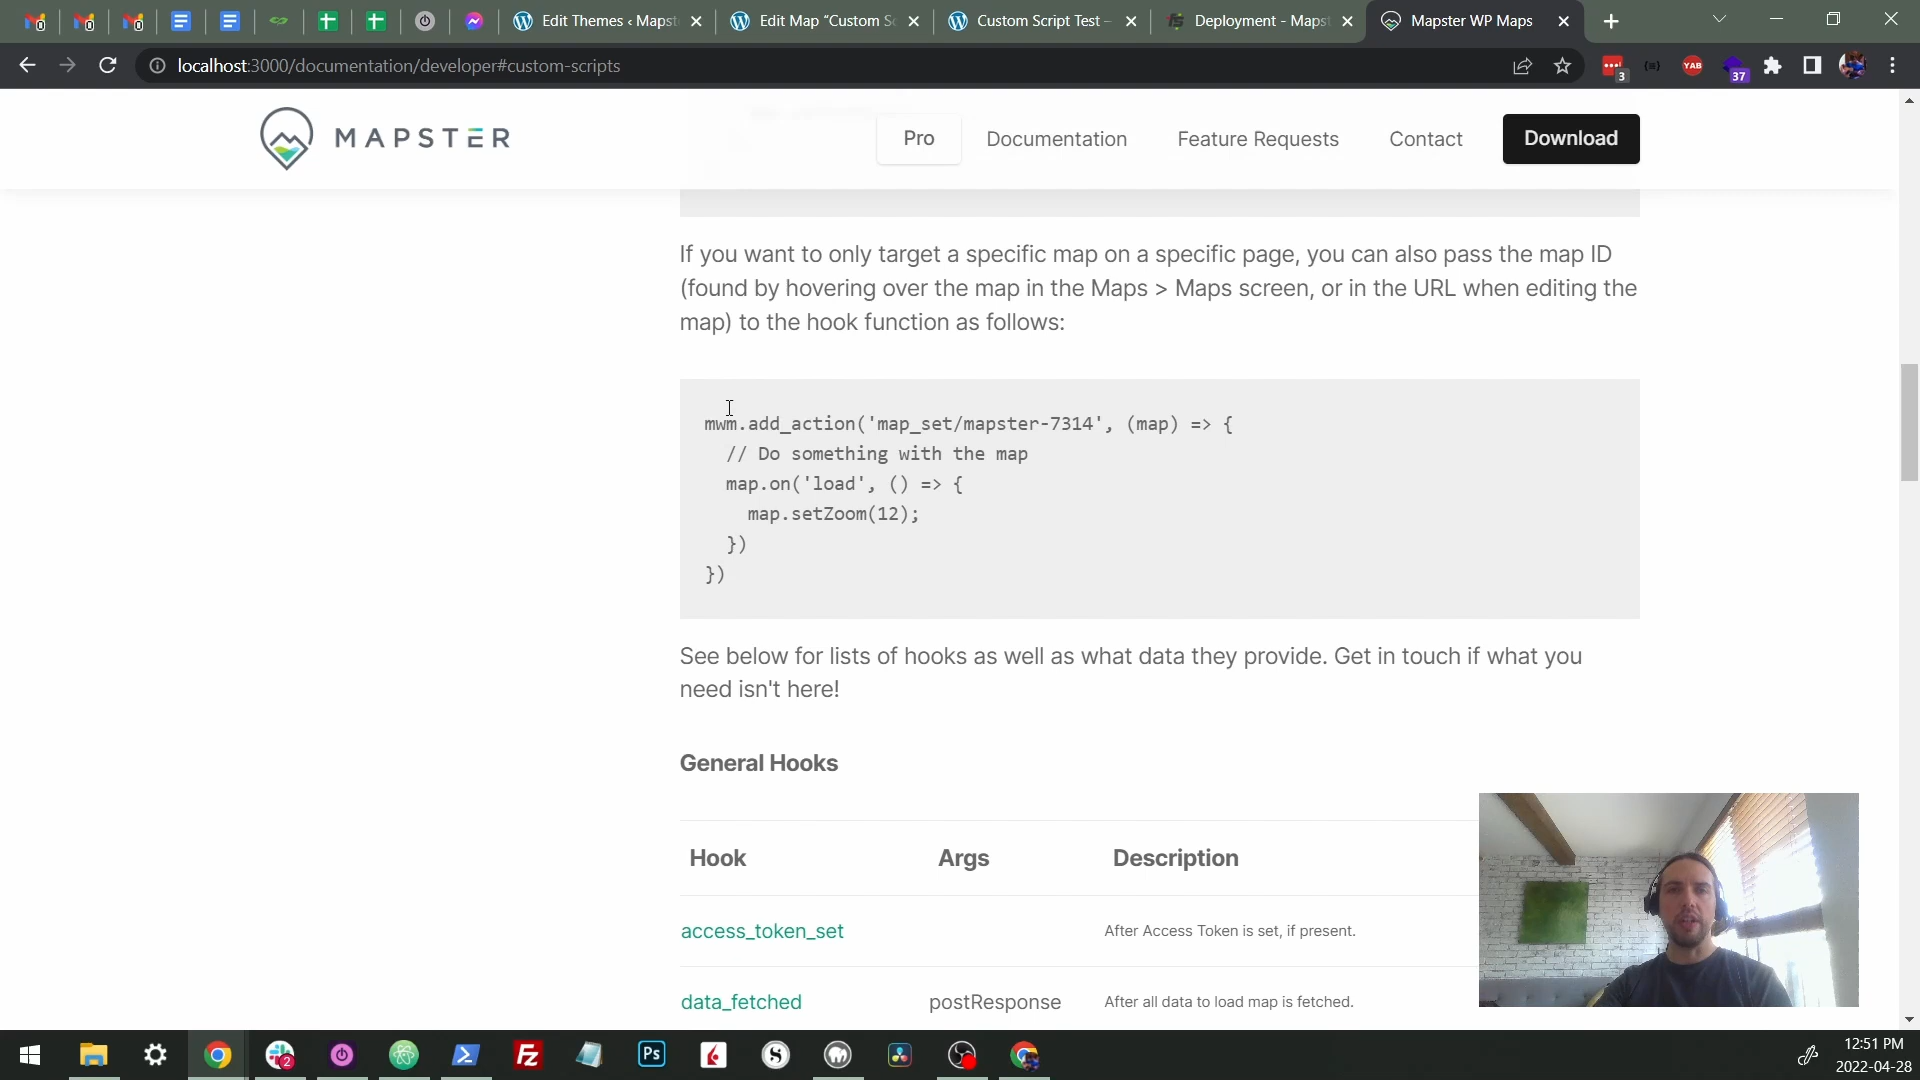 Edit Themes ‹ Mapst
Edit Map “Custom Sc
Custom Script Test –
Deployment - Mapst
Mapster WP Maps
localhost:3000/documentation/developer#custom-scripts
3
YAB
37
MAPSTER
Pro
Documentation
Feature Requests
Contact
Download
If you want to only target a specific map on a specific page, you can also pass the map ID
(found by hovering over the map in the Maps > Maps screen, or in the URL when editing the
map) to the hook function as follows:
mwm.add_action('map_set/mapster-7314', (map) => {
// Do something with the map
map.on('load', () => {
map.setZoom(12);
})
})
See below for lists of hooks as well as what data they provide. Get in touch if what you
need isn't here!
General Hooks
Hook Args Description
access_token_set After Access Token is set, if present.
data_fetched postResponse After all data to load map is fetched.
2
Fz
Ps
12:51 PM
2022-04-28